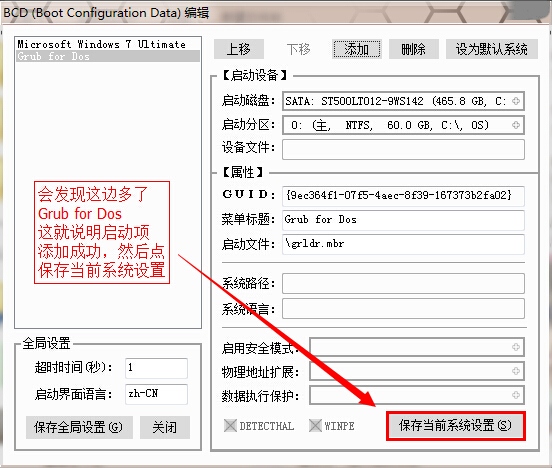 BCD (Boot Configuration Data) 编辑
Microsoft Windows 7 Ultimate
Grub for Dos
会发现这边多了
Grub for Dos
这就说明启动项
添加成功，然后点
保存当前系统设置
全局设置
超时时间(秒): 1
启动界面语言: zh-CN
保存全局设置(G) 关闭
上移 下移 添加 删除 设为默认系统
【启动设备】
启动磁盘: SATA: ST500LT012-9WS142 (465.8 GB, C:
启动分区: 0: (主, NTFS, 60.0 GB, C:\, OS)
设备文件:
【属性】
GUID: {9ec364f1-07f5-4aec-8f39-167373b2fa02}
菜单标题: Grub for Dos
启动文件: \grldr.mbr
系统路径:
系统语言:
启用安全模式:
物理地址扩展:
数据执行保护:
DETECTHAL WINPE 保存当前系统设置(S)